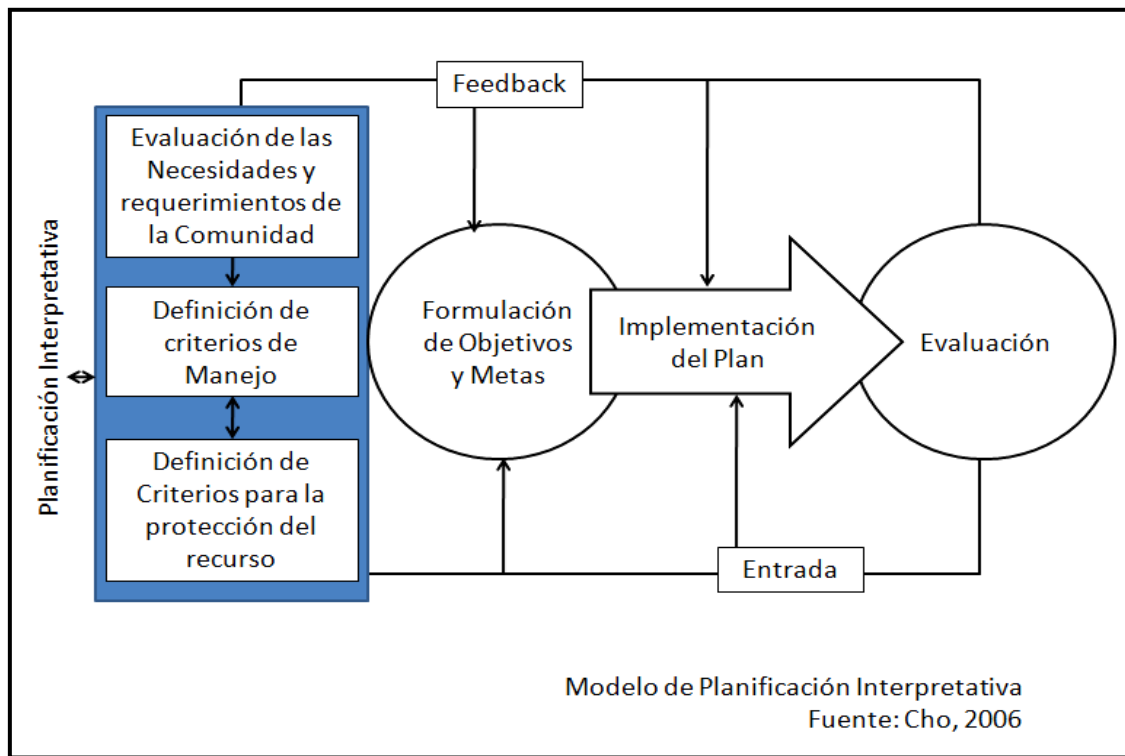 Feedback
Evaluación de las
Necesidades y
requerimientos de
la Comunidad
Definición de
criterios de
Manejo
Definición de
Criterios para la
protección del
recurso
Planificación Interpretativa
Formulación
de Objetivos
y Metas
Implementación
del Plan
Evaluación
Entrada
Modelo de Planificación Interpretativa
Fuente: Cho, 2006